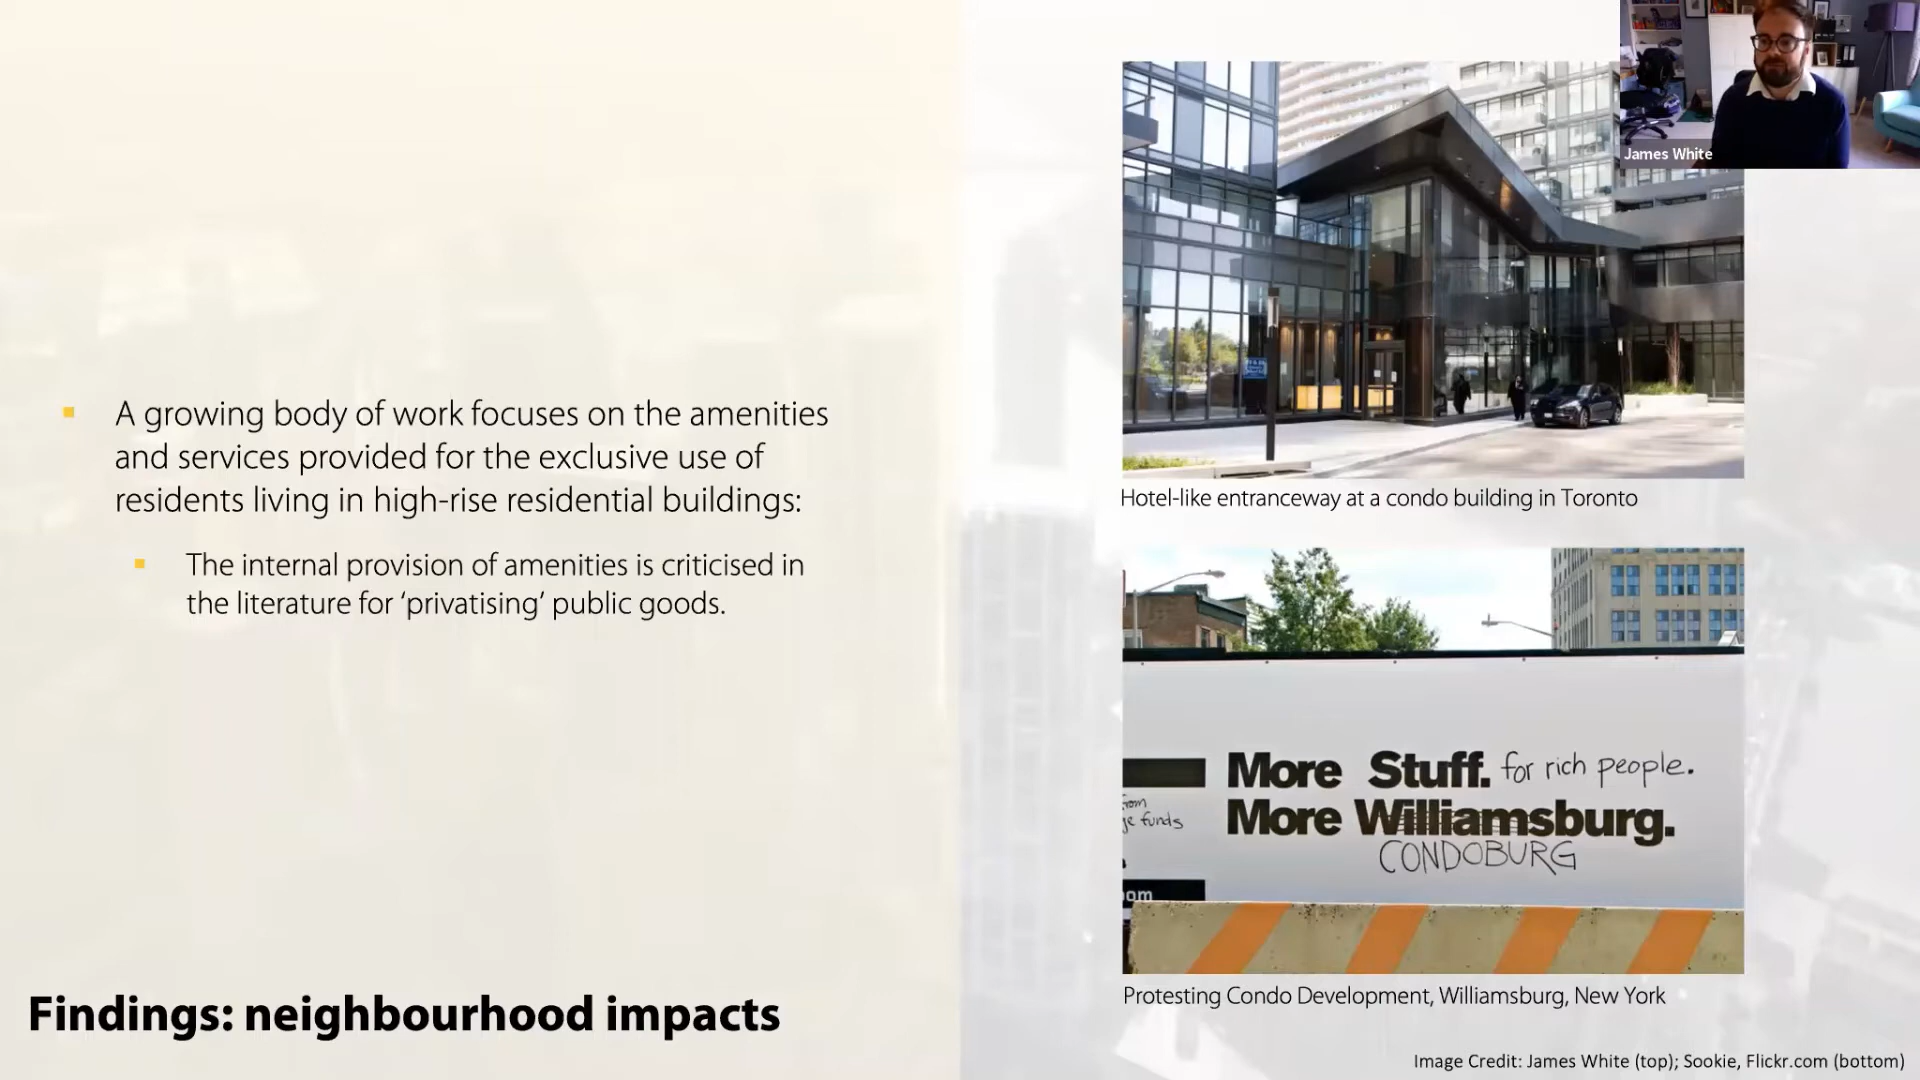 James White
A growing body of work focuses on the amenities
and services provided for the exclusive use of
residents living in high-rise residential buildings:
The internal provision of amenities is criticised in
the literature for ‘privatising’ public goods.
Findings: neighbourhood impacts
Hotel-like entranceway at a condo building in Toronto
More Stuff. for rich people.
More Williamsburg.
CONDOBURG
funds
Protesting Condo Development, Williamsburg, New York
Image Credit: James White (top); Sookie, Flickr.com (bottom)